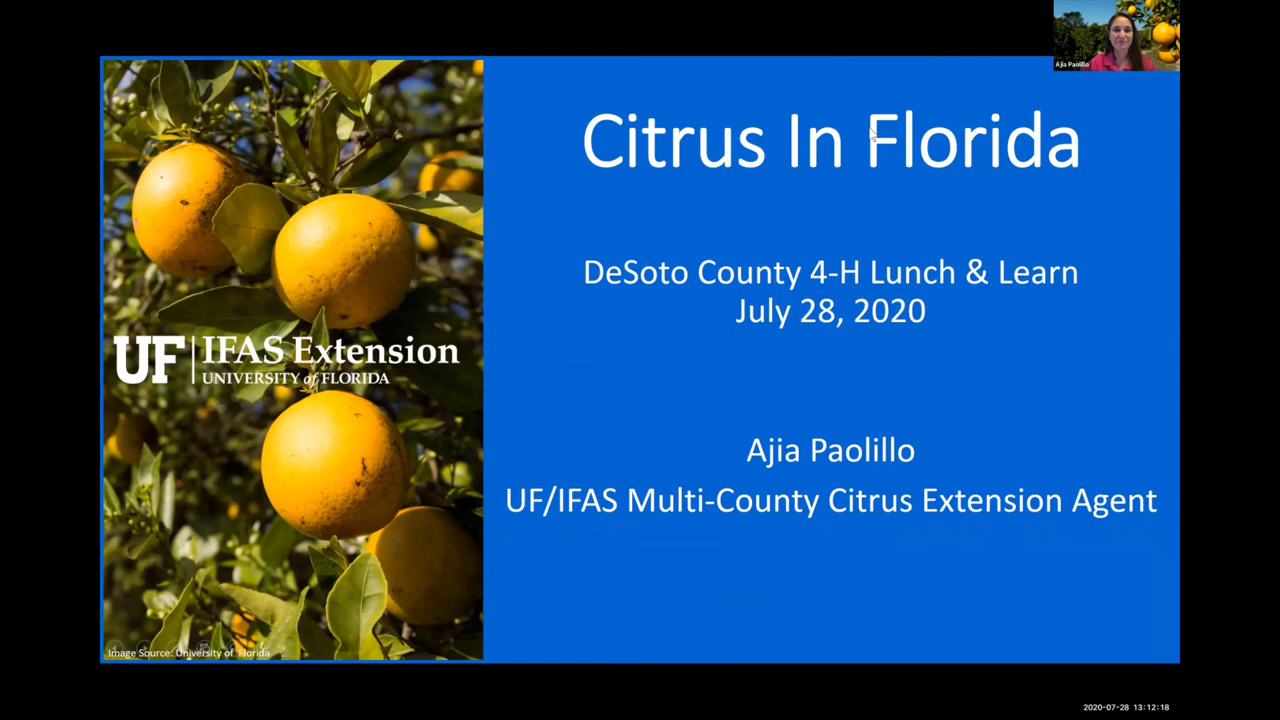 Ajia Paolillo
Citrus In Florida
DeSoto County 4-H Lunch & Learn
July 28, 2020
UF IFAS Extension
UNIVERSITY of FLORIDA
Ajia Paolillo
UF/IFAS Multi-County Citrus Extension Agent
Image Source: University of Florida
2020-07-28 13:12:18